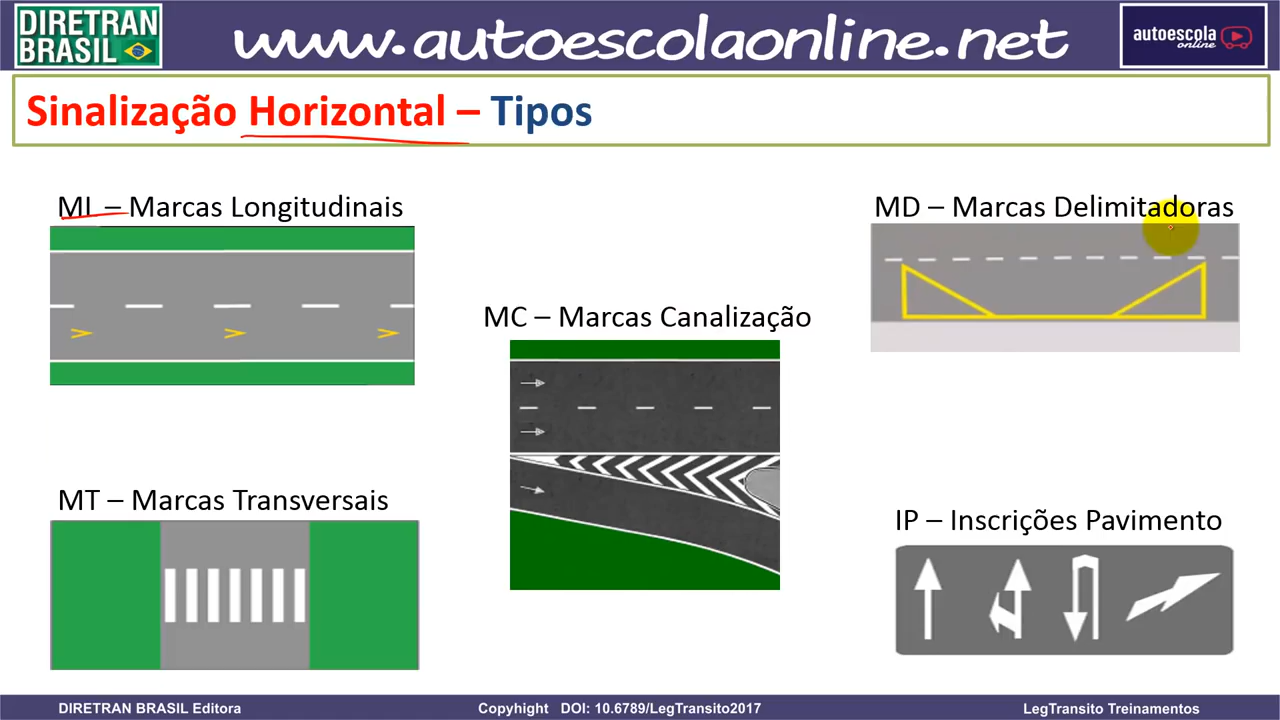 DIRETRAN
BRASIL
www.autoescolaonline.net
autoescola
online
Sinalização Horizontal – Tipos
ML – Marcas Longitudinais
MD – Marcas Delimitadoras
MC – Marcas Canalização
MT – Marcas Transversais
IP – Inscrições Pavimento
DIRETRAN BRASIL Editora
Copyhight DOI: 10.6789/LegTransito2017
LegTransito Treinamentos